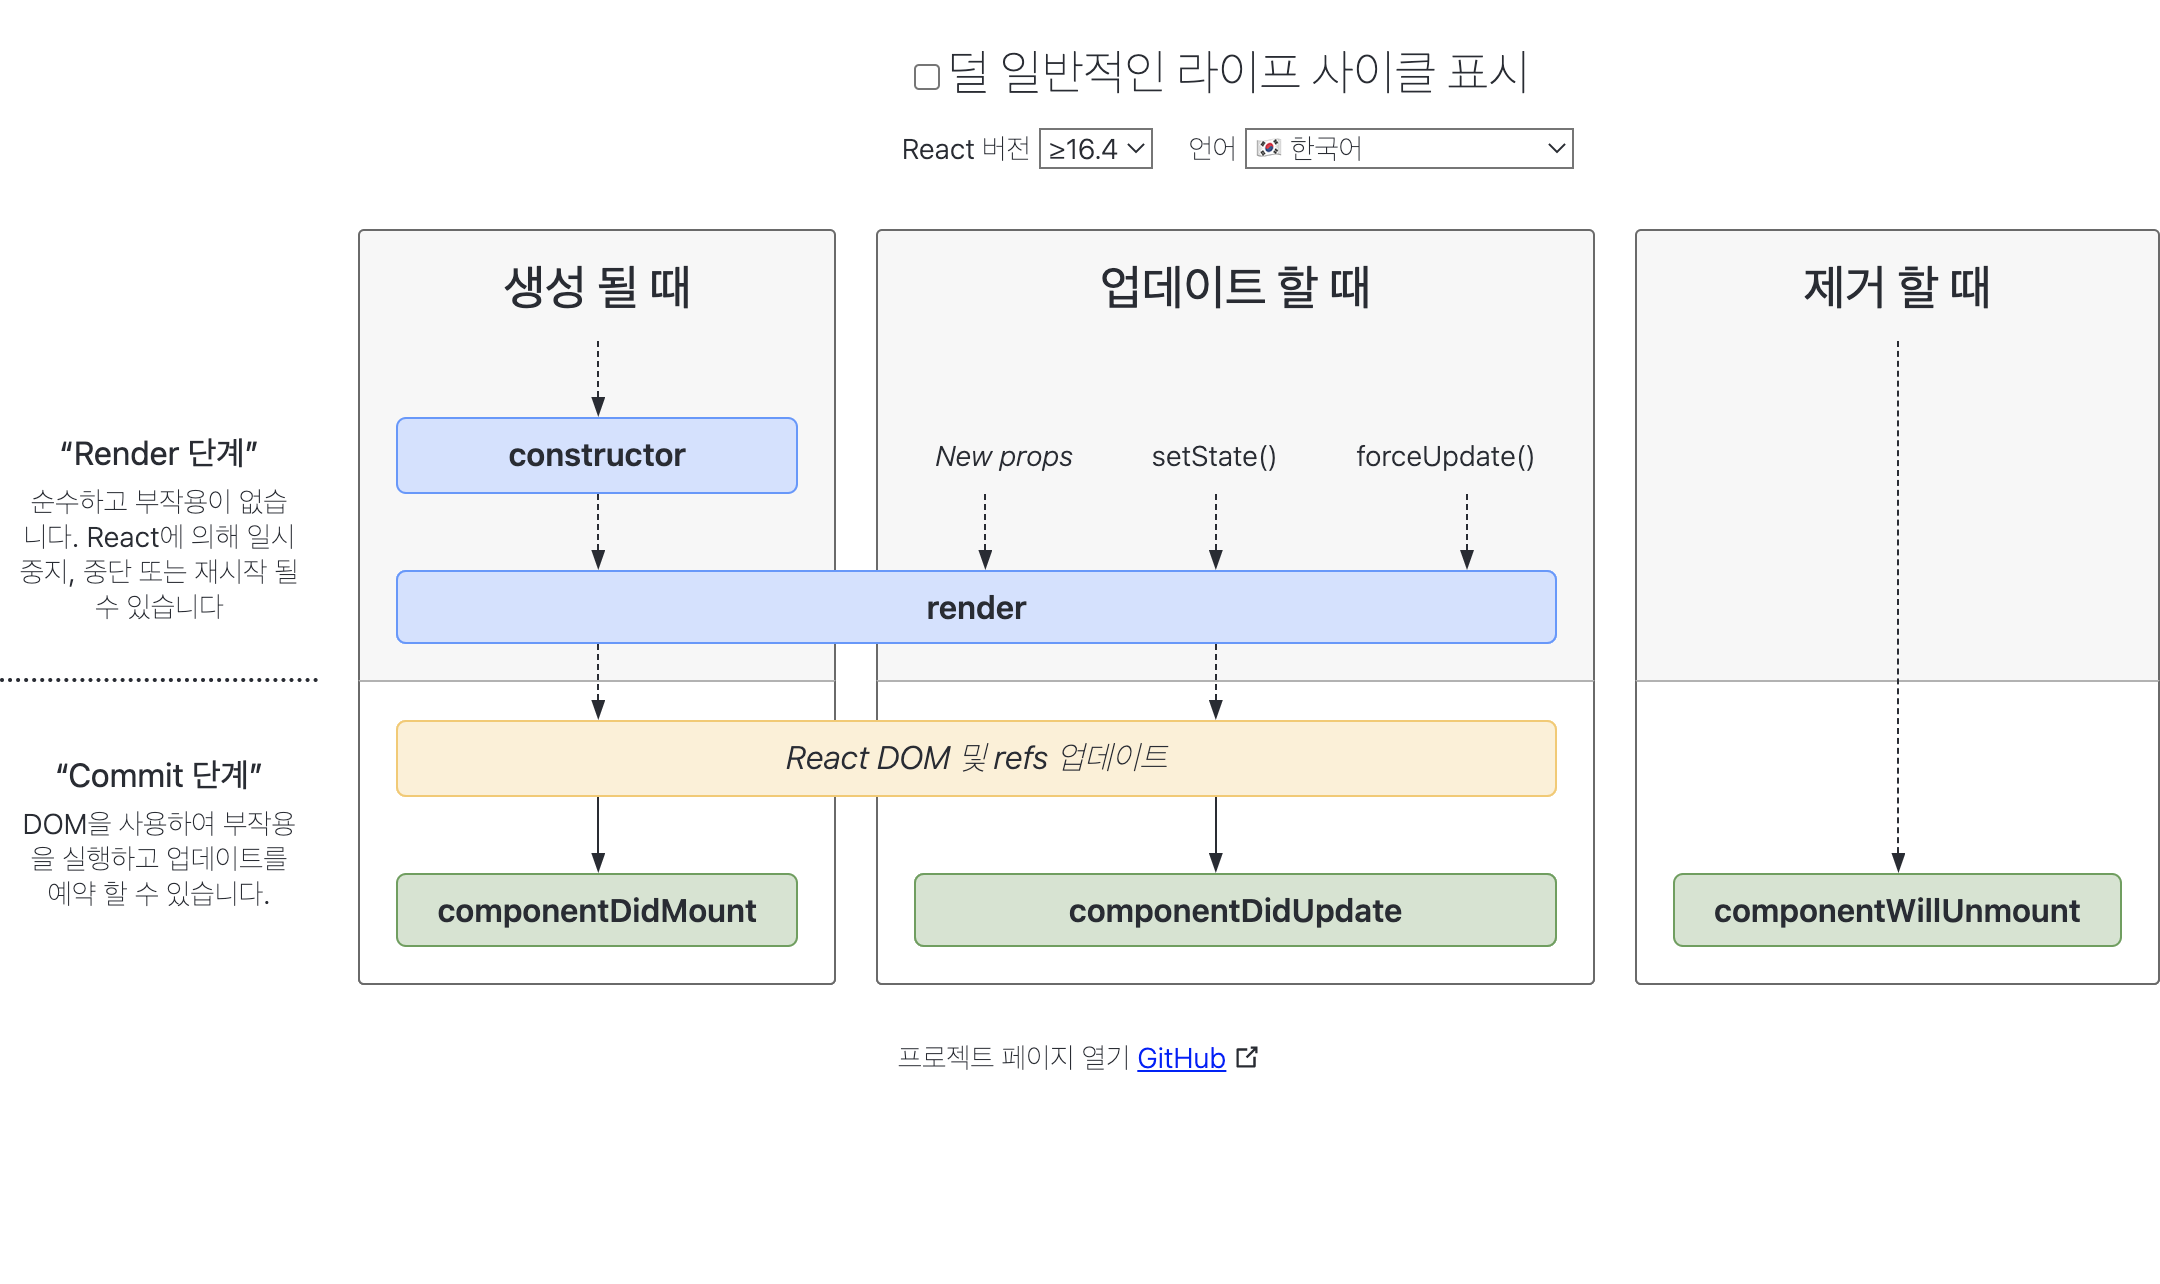 덜 일반적인 라이프 사이클 표시
React 버전 ≥16.4 언어 🇰🇷 한국어
생성 될 때
업데이트 할 때
제거 할 때
“Render 단계”
순수하고 부작용이 없습
니다. React에 의해 일시
중지, 중단 또는 재시작 될
수 있습니다
constructor
New props
setState()
forceUpdate()
render
“Commit 단계”
DOM을 사용하여 부작용
을 실행하고 업데이트를
예약 할 수 있습니다.
React DOM 및 refs 업데이트
componentDidMount
componentDidUpdate
componentWillUnmount
프로젝트 페이지 열기 GitHub